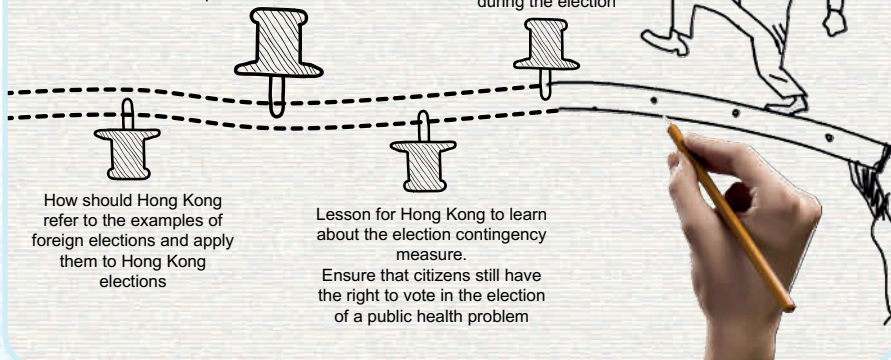 during the election
How should Hong Kong
refer to the examples of
foreign elections and apply
them to Hong Kong
elections
Lesson for Hong Kong to learn
about the election contingency
measure.
Ensure that citizens still have
the right to vote in the election
of a public health problem